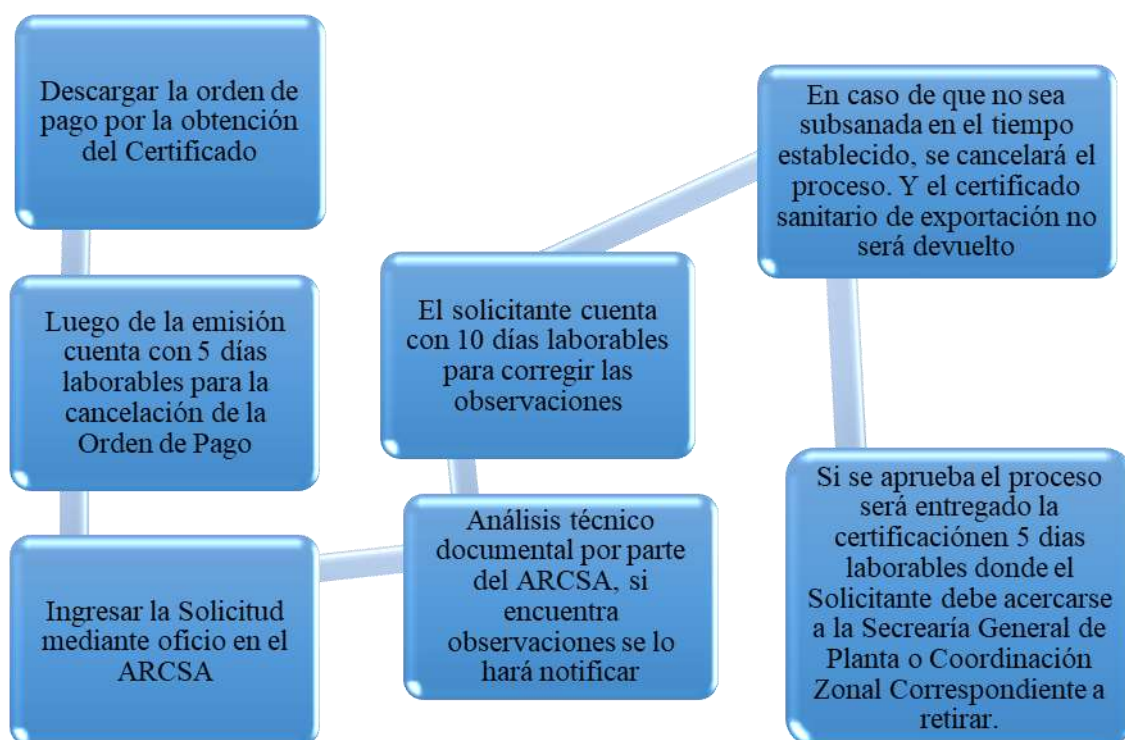 Descargar la orden de
pago por la obtención
del Certificado
Luego de la emisión
cuenta con 5 días
laborables para la
cancelación de la
Orden de Pago
Ingresar la Solicitud
mediante oficio en el
ARCSA
Análisis técnico
documental por parte
del ARCSA, si
encuentra
observaciones se lo
hará notificar
El solicitante cuenta
con 10 días laborables
para corregir las
observaciones
En caso de que no sea
subsanada en el tiempo
establecido, se cancelará el
proceso. Y el certificado
sanitario de exportación no
será devuelto
Si se aprueba el proceso
será entregado la
certificaciónen 5 dias
laborables donde el
Solicitante debe acercarse
a la Secrearía General de
Planta o Coordinación
Zonal Correspondiente a
retirar.